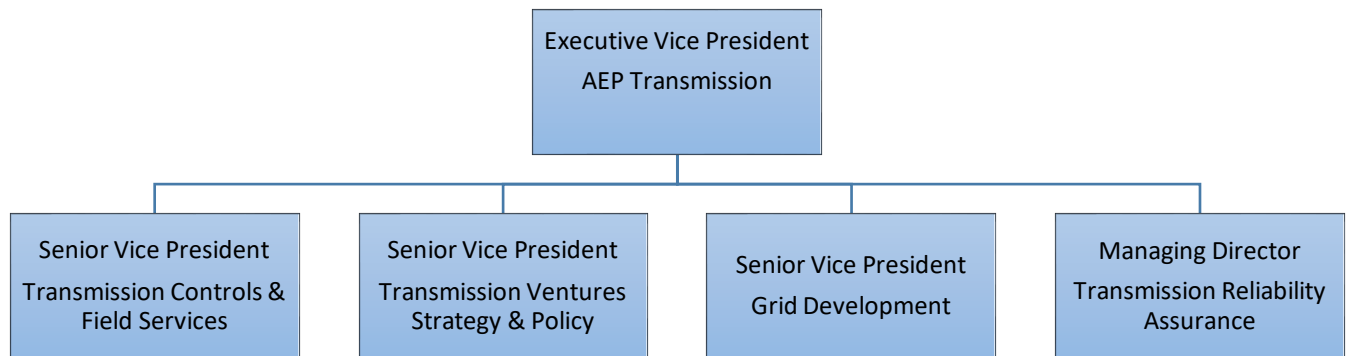 Executive Vice President
AEP Transmission
Senior Vice President
Transmission Controls &
Field Services
Senior Vice President
Transmission Ventures
Strategy & Policy
Senior Vice President
Grid Development
Managing Director
Transmission Reliability
Assurance